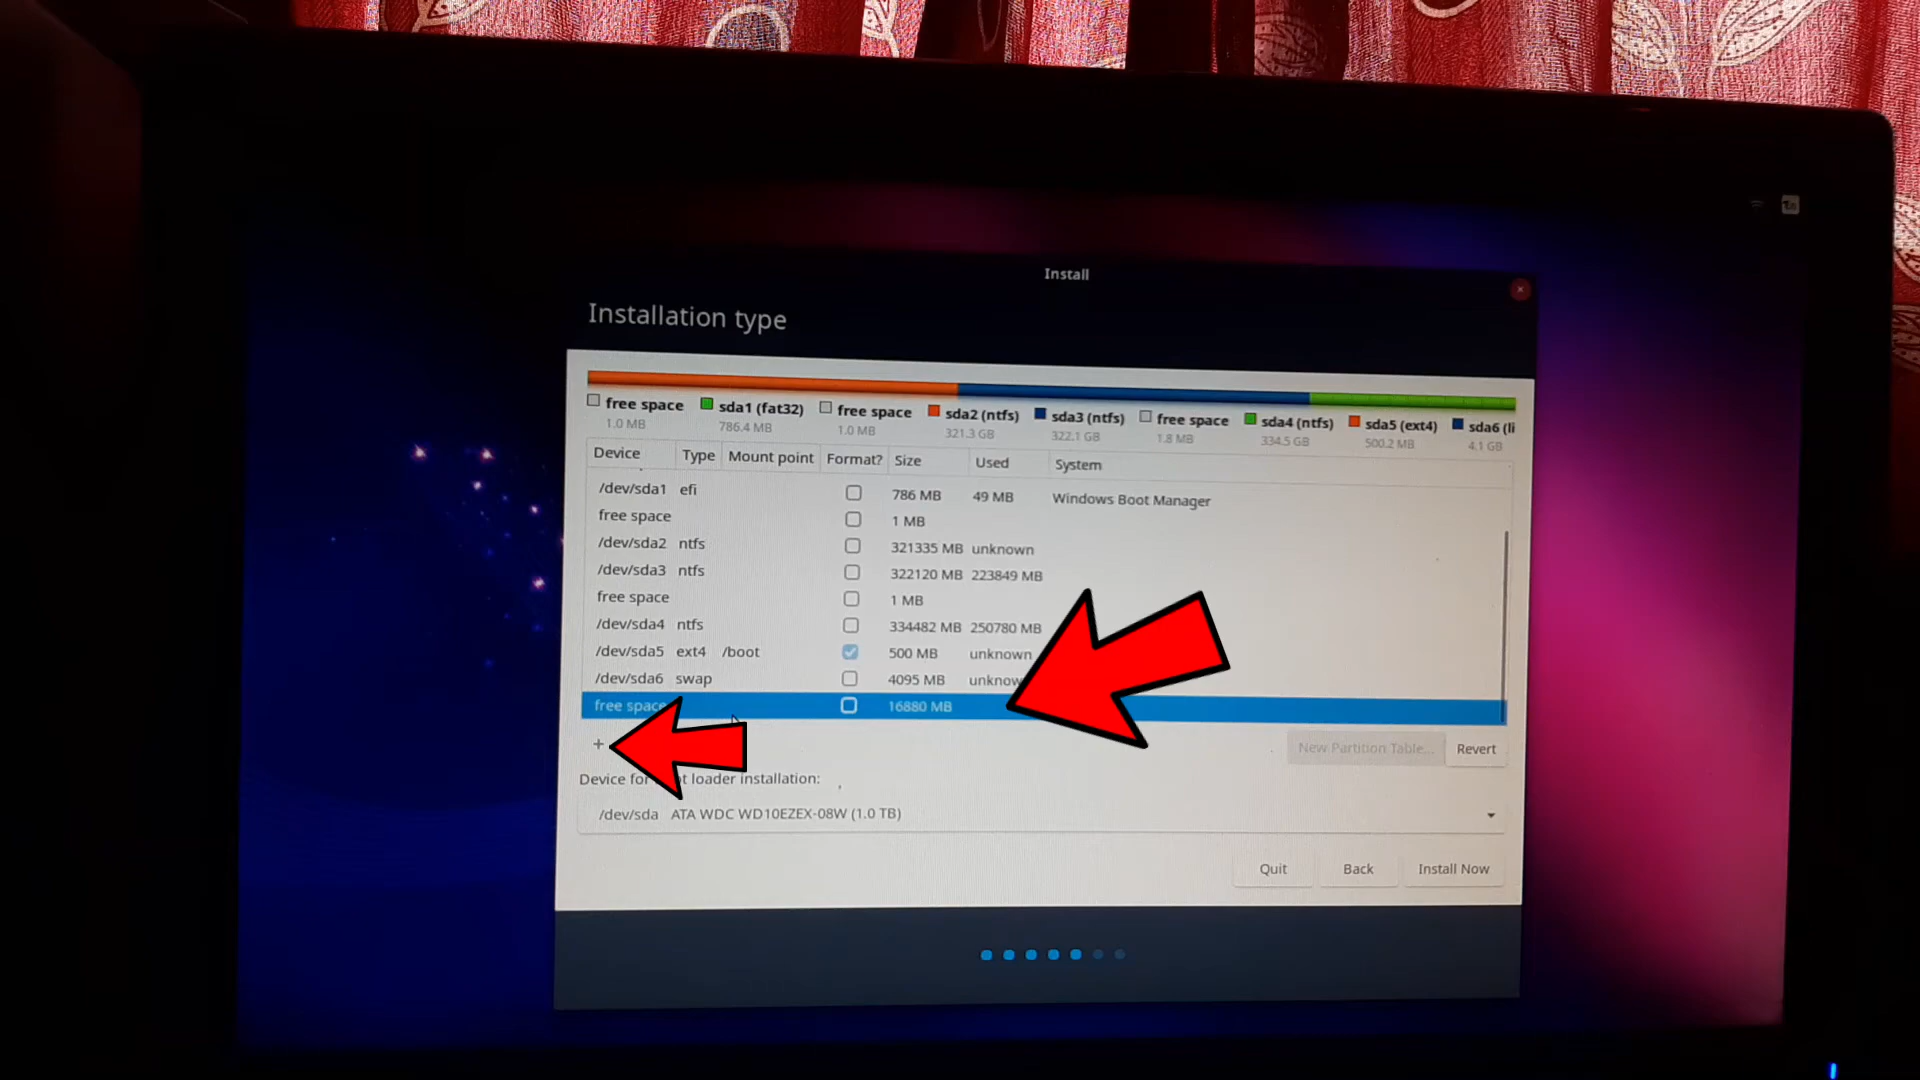 Install
Installation type
free space sda1 (fat32) free space sda2 (ntfs) sda3 (ntfs) free space sda4 (ntfs) sda5 (ext4) sda6 (li
1.0 MB 786.4 MB 1.0 MB 321.3 GB 322.1 GB 1.8 MB 334.5 GB 500.2 MB 4.1 GB
Device Type Mount point Format? Size Used System
/dev/sda1 efi 786 MB 49 MB Windows Boot Manager
free space 1 MB
/dev/sda2 ntfs 321335 MB unknown
/dev/sda3 ntfs 322120 MB 223849 MB
free space 1 MB
/dev/sda4 ntfs 334482 MB 250780 MB
/dev/sda5 ext4 /boot 500 MB unknown
/dev/sda6 swap 4095 MB unknow
free space 16880 MB
+ New Partition Table... Revert
Device for t loader installation:
/dev/sda ATA WDC WD10EZEX-08W (1.0 TB)
Quit Back Install Now